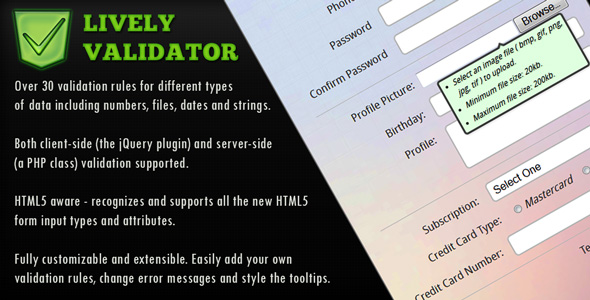 LIVELY
VALIDATOR
Over 30 validation rules for different types
of data including numbers, files, dates and strings.
Both client-side (the jQuery plugin) and server-side
(a PHP class) validation supported.
HTML5 aware - recognizes and supports all the new HTML5
form input types and attributes.
Fully customizable and extensible. Easily add your own
validation rules, change error messages and style the tooltips.
Phon
Password
Confirm Password
Profile Picture:
Browse...
Select an image file ( bmp, gif, png,
jpg, tif ) to upload.
Minimum file size: 20kb.
Maximum file size: 200kb.
Birthday:
Profile:
Subscription:
Select One
Credit Card Type:
Mastercard
Credit Card Number:
Te